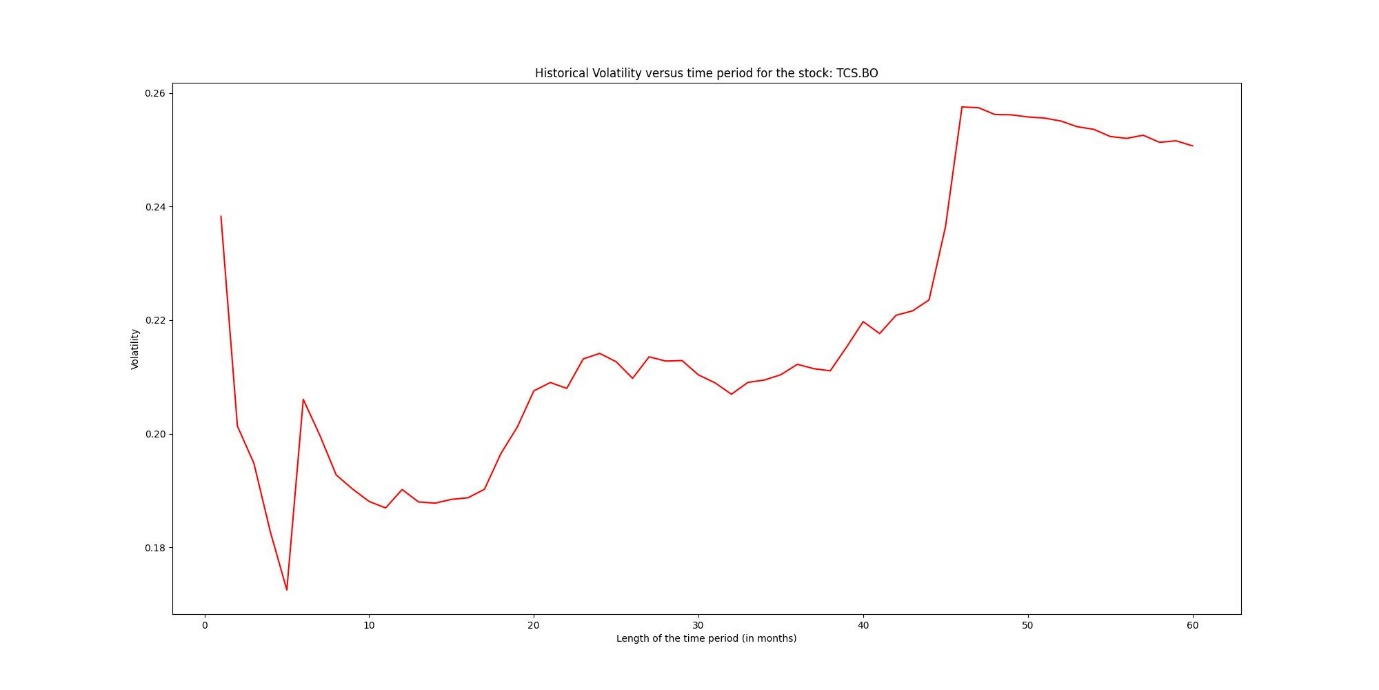 Historical Volatility versus time period for the stock: TCS.BO
0.26
0.24
0.22
0.20
0.18
Volatility
0 10 20 30 40 50 60
Length of the time period (in months)